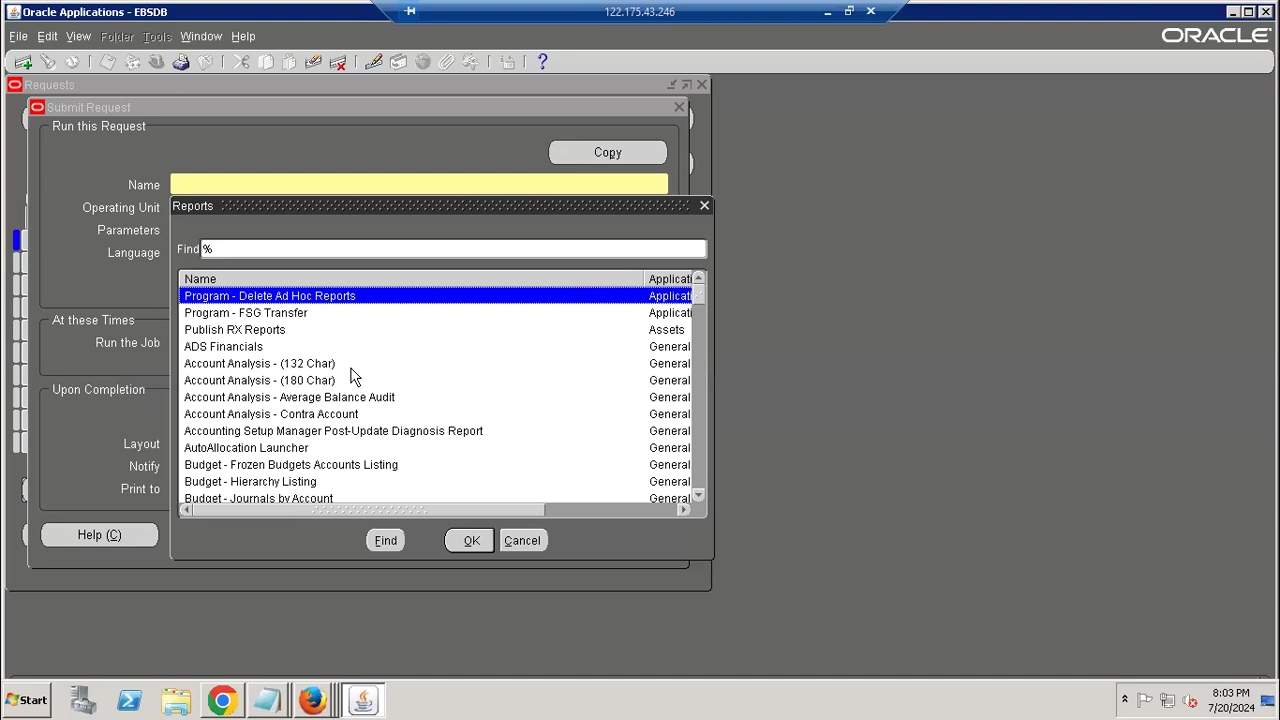 Oracle Applications - EBSDB
122.175.43.246
File Edit View Folder Tools Window Help
ORACLE
Requests
Submit Request
Run this Request
Copy
Name
Operating Unit
Parameters
Language
Reports
Find %
Name Applicati
Program - Delete Ad Hoc Reports Applicati
Program - FSG Transfer Applicati
Publish RX Reports Assets
ADS Financials General
Account Analysis - (132 Char) General
Account Analysis - (180 Char) General
Account Analysis - Average Balance Audit General
Account Analysis - Contra Account General
Accounting Setup Manager Post-Update Diagnosis Report General
AutoAllocation Launcher General
Budget - Frozen Budgets Accounts Listing General
Budget - Hierarchy Listing General
Budget - Journals by Account General
At these Times
Run the Job
Upon Completion
Layout
Notify
Print to
Help (C)
Find OK Cancel
Start
8:03 PM
7/20/2024